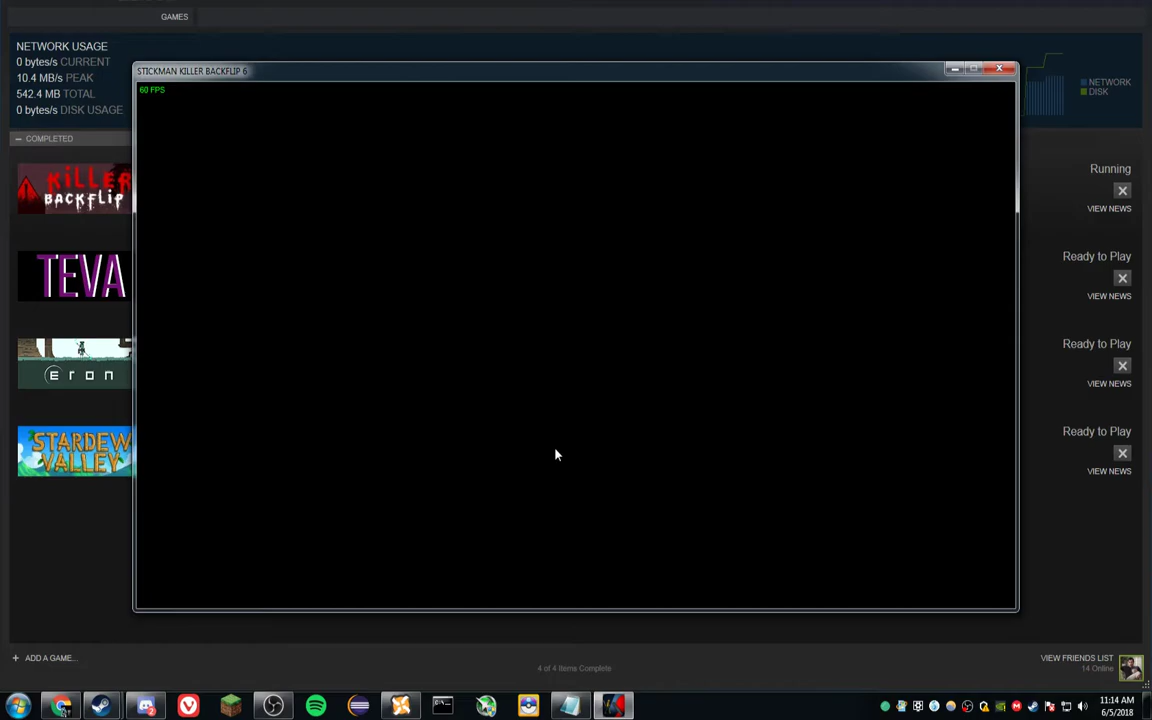 GAMES
NETWORK USAGE
0 bytes/s CURRENT
10.4 MB/s PEAK
542.4 MB TOTAL
0 bytes/s DISK USAGE
NETWORK
DISK
STICKMAN KILLER BACKFLIP 6
60 FPS
COMPLETED
KILLER
BACKFLIP
Running
VIEW NEWS
TEVA
Ready to Play
VIEW NEWS
eron
Ready to Play
VIEW NEWS
STARDEW
VALLEY
Ready to Play
VIEW NEWS
+ ADD A GAME...
4 of 4 Items Complete
VIEW FRIENDS LIST
14 Online
11:14 AM
6/5/2018